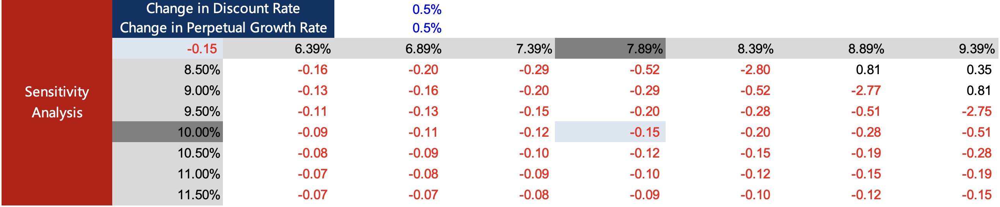 Change in Discount Rate 0.5%
Change in Perpetual Growth Rate 0.5%
-0.15 6.39% 6.89% 7.39% 7.89% 8.39% 8.89% 9.39%
8.50% -0.16 -0.20 -0.29 -0.52 -2.80 0.81 0.35
Sensitivity
9.00% -0.13 -0.16 -0.20 -0.29 -0.52 -2.77 0.81
Analysis
9.50% -0.11 -0.13 -0.15 -0.20 -0.28 -0.51 -2.75
10.00% -0.09 -0.11 -0.12 -0.15 -0.20 -0.28 -0.51
10.50% -0.08 -0.09 -0.10 -0.12 -0.15 -0.19 -0.28
11.00% -0.07 -0.08 -0.09 -0.10 -0.12 -0.15 -0.19
11.50% -0.07 -0.07 -0.08 -0.09 -0.10 -0.12 -0.15